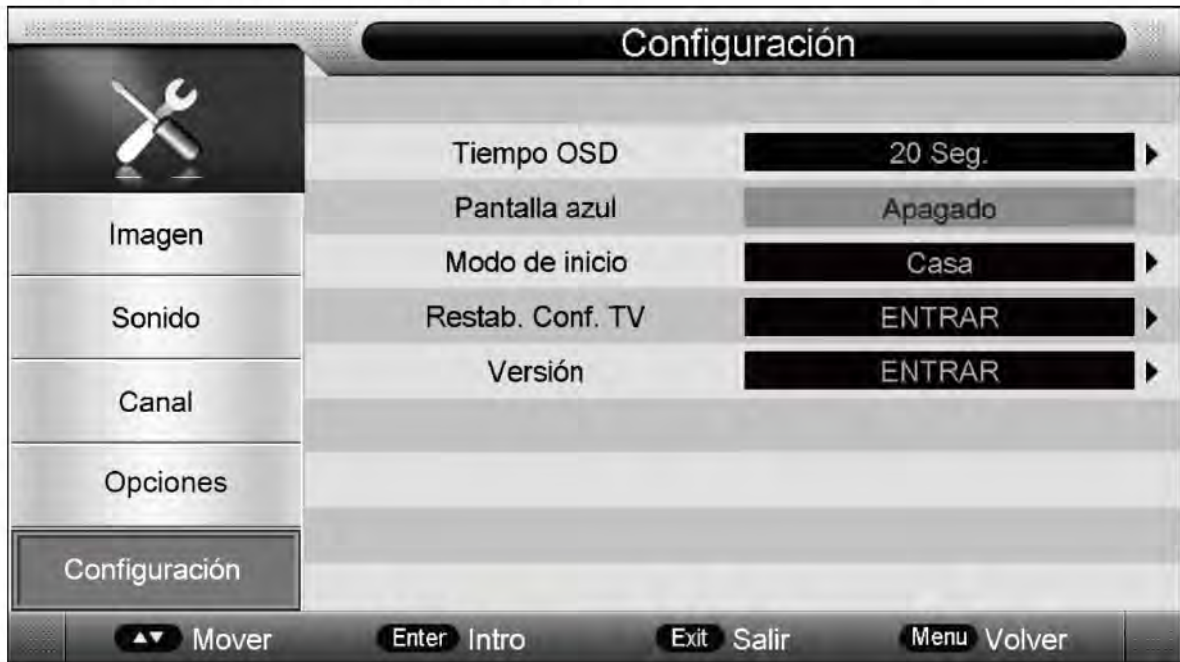 Configuración
Tiempo OSD 20 Seg.
Pantalla azul Apagado
Modo de inicio Casa
Restab. Conf. TV ENTRAR
Versión ENTRAR
Imagen
Sonido
Canal
Opciones
Configuración
▲▼ Mover Enter Intro Exit Salir Menu Volver